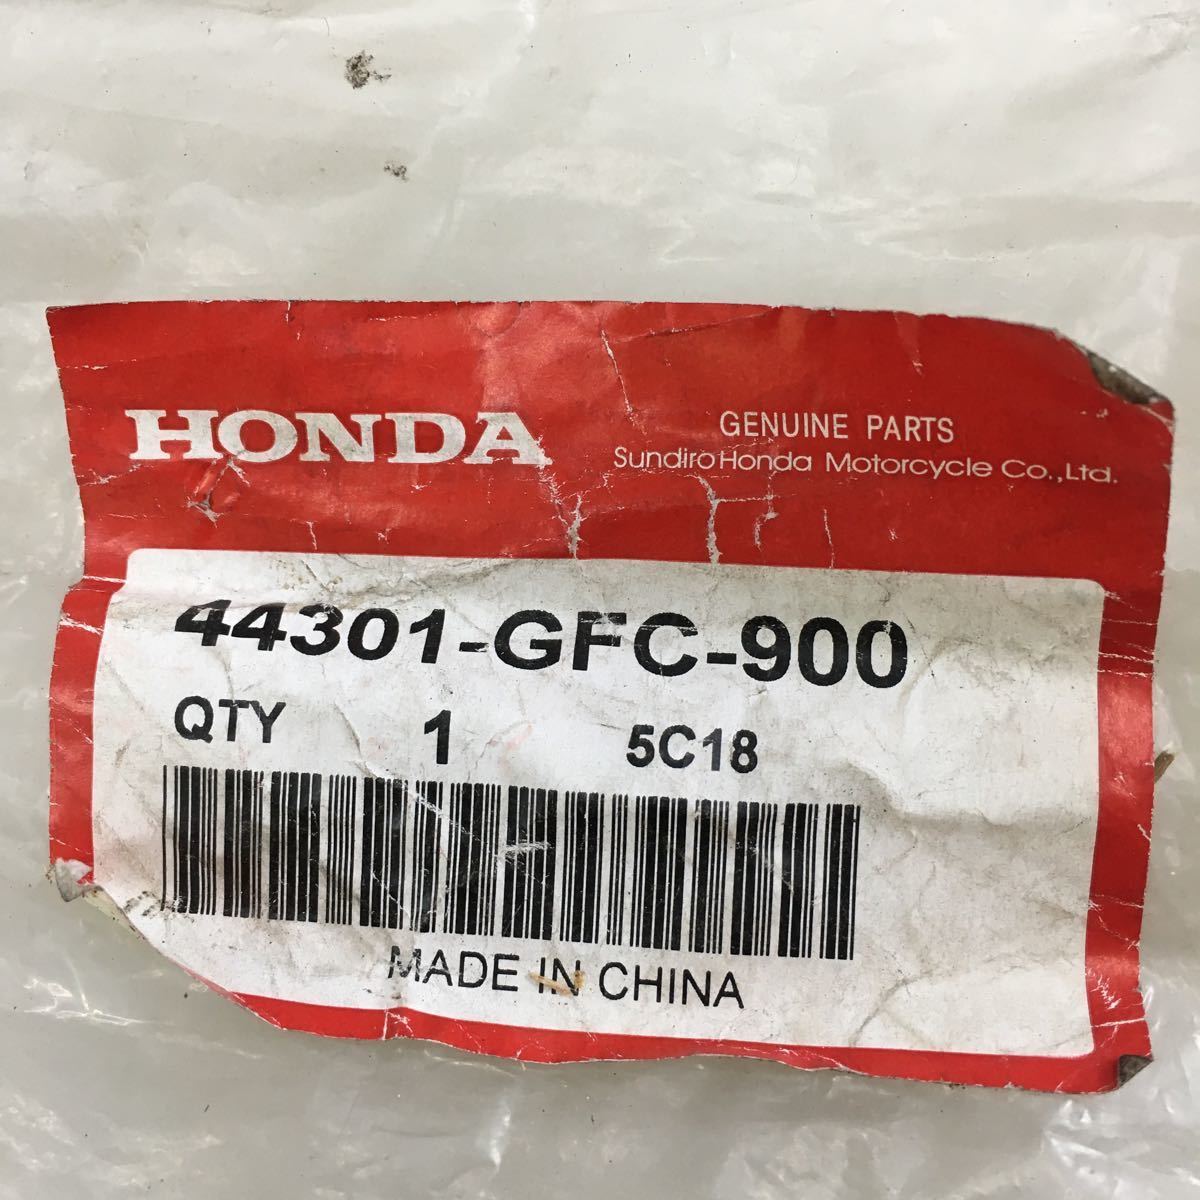 HONDA
GENUINE PARTS
Sundiro Honda Motorcycle Co.,Ltd.
44301-GFC-900
QTY 1 5C18
MADE IN CHINA